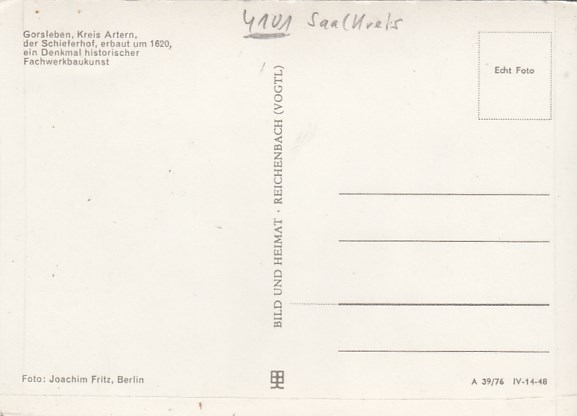 4101 Saalkreis
Gorsleben, Kreis Artern,
der Schieferhof, erbaut um 1620,
ein Denkmal historischer
Fachwerkbaukunst
Echt Foto
BILD UND HEIMAT · REICHENBACH (VOGTL)
Foto: Joachim Fritz, Berlin
A 39/76 IV-14-48